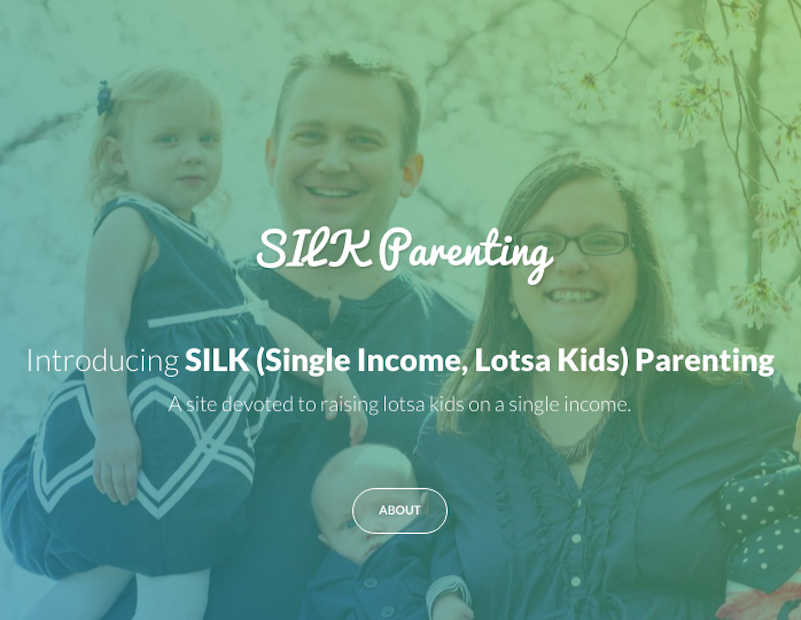 SILK Parenting
Introducing SILK (Single Income, Lotsa Kids) Parenting
A site devoted to raising lotsa kids on a single income.
ABOUT